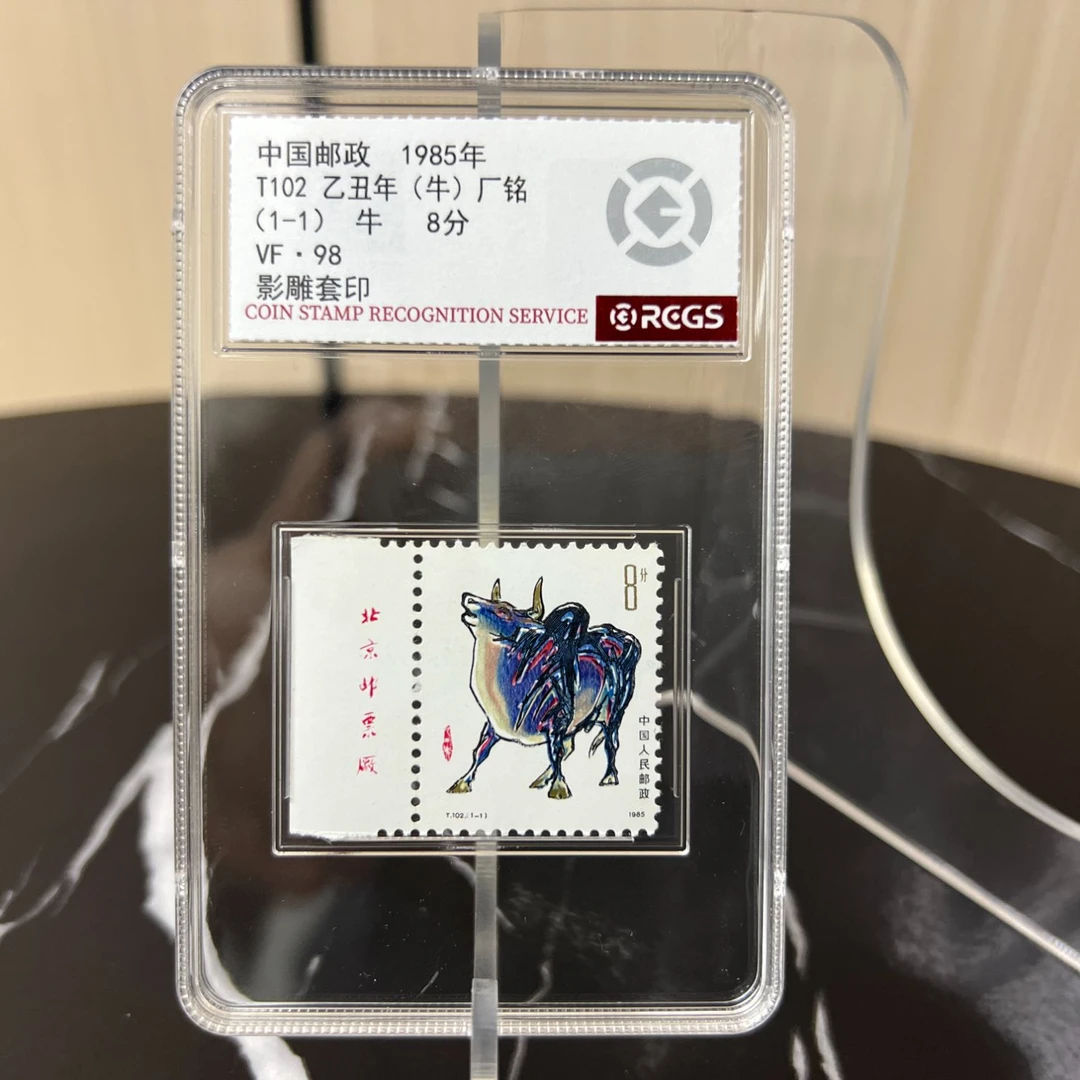 中国邮政 1985年
T102 乙丑年（牛）厂铭
（1-1） 牛 8分
VF·98
影雕套印
COIN STAMP RECOGNITION SERVICE RCGS
8分
北京邮票厰
中国人民邮政
T.102.(1-1) 1985